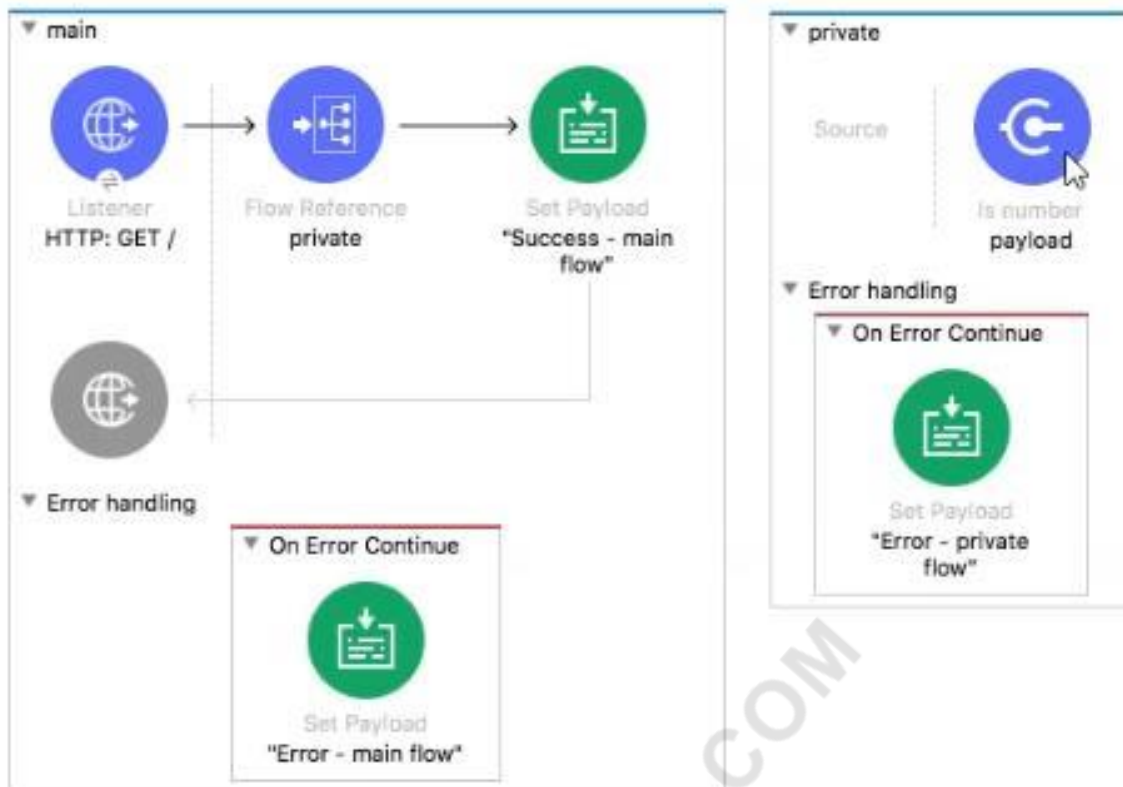 main
private
Listener
HTTP: GET /
Flow Reference
private
Set Payload
"Success - main
flow"
Source
Is number
payload
Error handling
On Error Continue
Set Payload
"Error - private
flow"
Error handling
On Error Continue
Set Payload
"Error - main flow"
COM